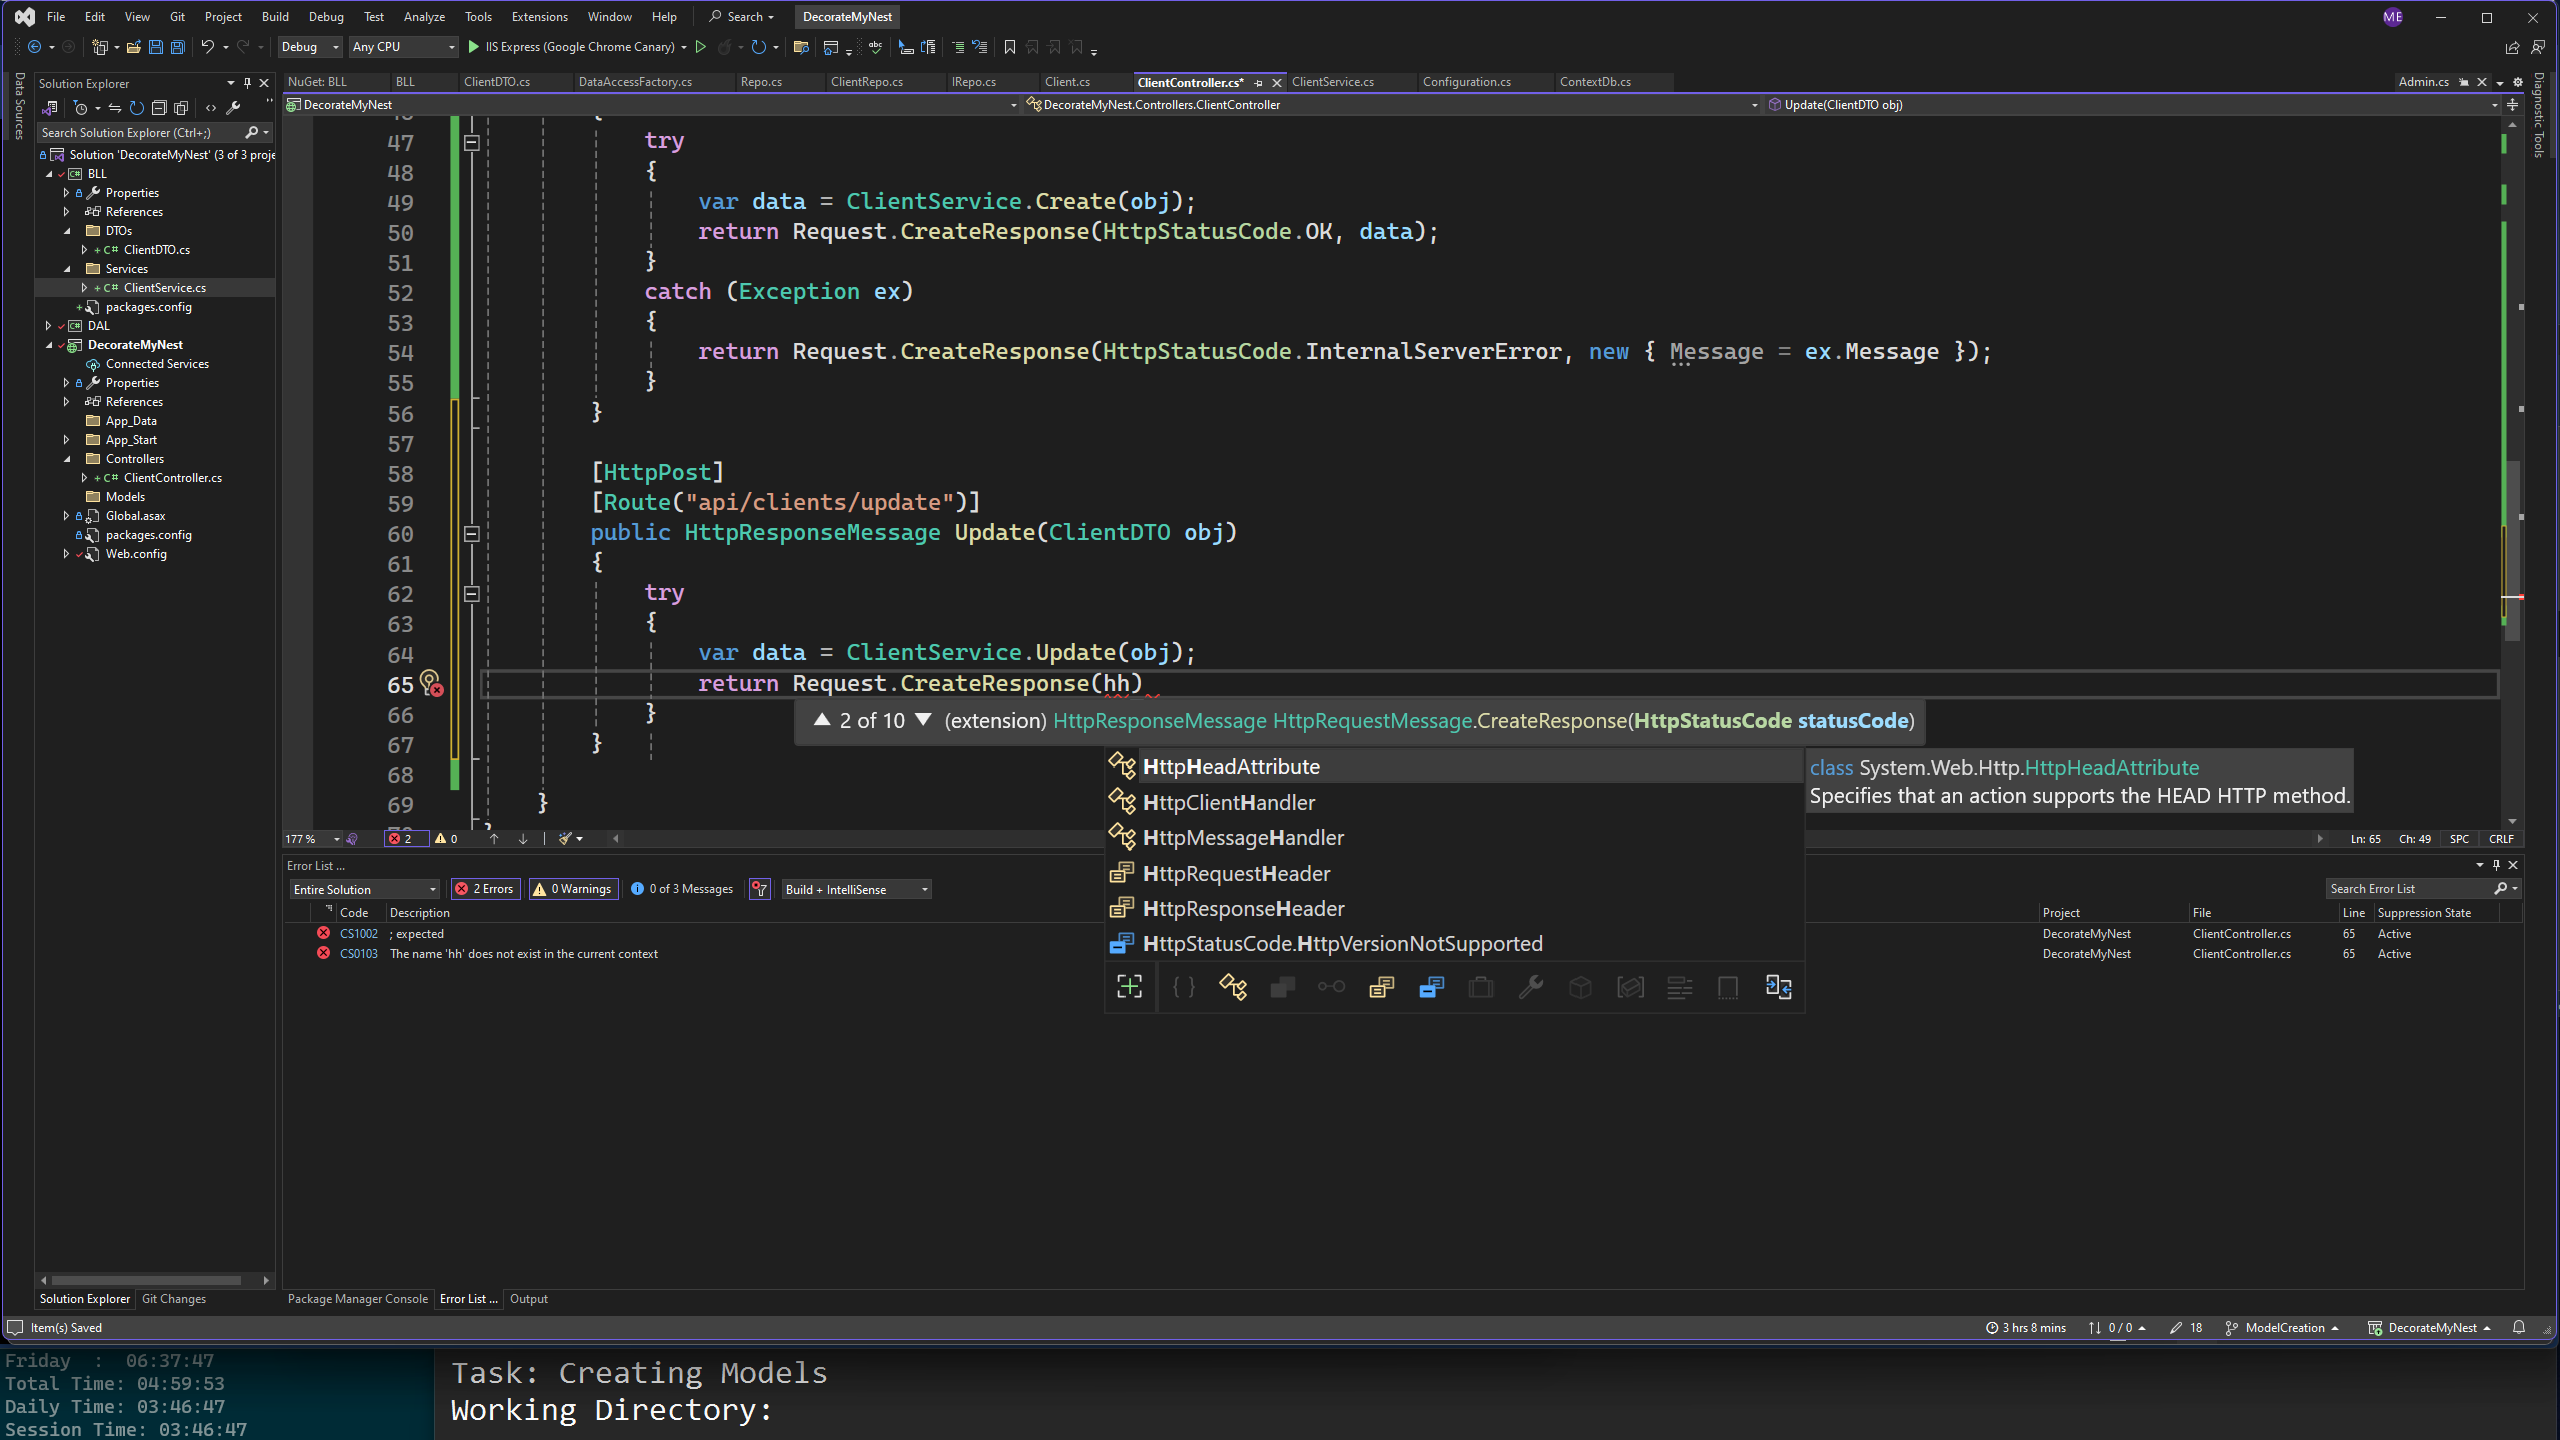 File Edit View Git Project Build Debug Test Analyze Tools Extensions Window Help Search DecorateMyNest ME
Debug Any CPU IIS Express (Google Chrome Canary)
Data Sources
Solution Explorer
Search Solution Explorer (Ctrl+;)
Solution 'DecorateMyNest' (3 of 3 proje
BLL
Properties
References
DTOs
C# ClientDTO.cs
Services
C# ClientService.cs
packages.config
DAL
DecorateMyNest
Connected Services
Properties
References
App_Data
App_Start
Controllers
C# ClientController.cs
Models
Global.asax
packages.config
Web.config
Solution Explorer Git Changes
NuGet: BLL BLL ClientDTO.cs DataAccessFactory.cs Repo.cs ClientRepo.cs IRepo.cs Client.cs ClientController.cs* ClientService.cs Configuration.cs ContextDb.cs Admin.cs
DecorateMyNest DecorateMyNest.Controllers.ClientController Update(ClientDTO obj)
Diagnostic Tools
47 try
48 {
49 var data = ClientService.Create(obj);
50 return Request.CreateResponse(HttpStatusCode.OK, data);
51 }
52 catch (Exception ex)
53 {
54 return Request.CreateResponse(HttpStatusCode.InternalServerError, new { Message = ex.Message });
55 }
56 }
57
58 [HttpPost]
59 [Route("api/clients/update")]
60 public HttpResponseMessage Update(ClientDTO obj)
61 {
62 try
63 {
64 var data = ClientService.Update(obj);
65 return Request.CreateResponse(hh)
66 }
67 }
68
69 }
2 of 10 (extension) HttpResponseMessage HttpRequestMessage.CreateResponse(HttpStatusCode statusCode)
HttpHeadAttribute
HttpClientHandler
HttpMessageHandler
HttpRequestHeader
HttpResponseHeader
HttpStatusCode.HttpVersionNotSupported
class System.Web.Http.HttpHeadAttribute
Specifies that an action supports the HEAD HTTP method.
177 % 2 0 Ln: 65 Ch: 49 SPC CRLF
Error List ...
Entire Solution 2 Errors 0 Warnings 0 of 3 Messages Build + IntelliSense Search Error List
Code Description Project File Line Suppression State
CS1002 ; expected DecorateMyNest ClientController.cs 65 Active
CS0103 The name 'hh' does not exist in the current context DecorateMyNest ClientController.cs 65 Active
Package Manager Console Error List ... Output
Item(s) Saved 3 hrs 8 mins 0 / 0 18 ModelCreation DecorateMyNest
Friday : 06:37:47
Total Time: 04:59:53
Daily Time: 03:46:47
Session Time: 03:46:47
Task: Creating Models
Working Directory: